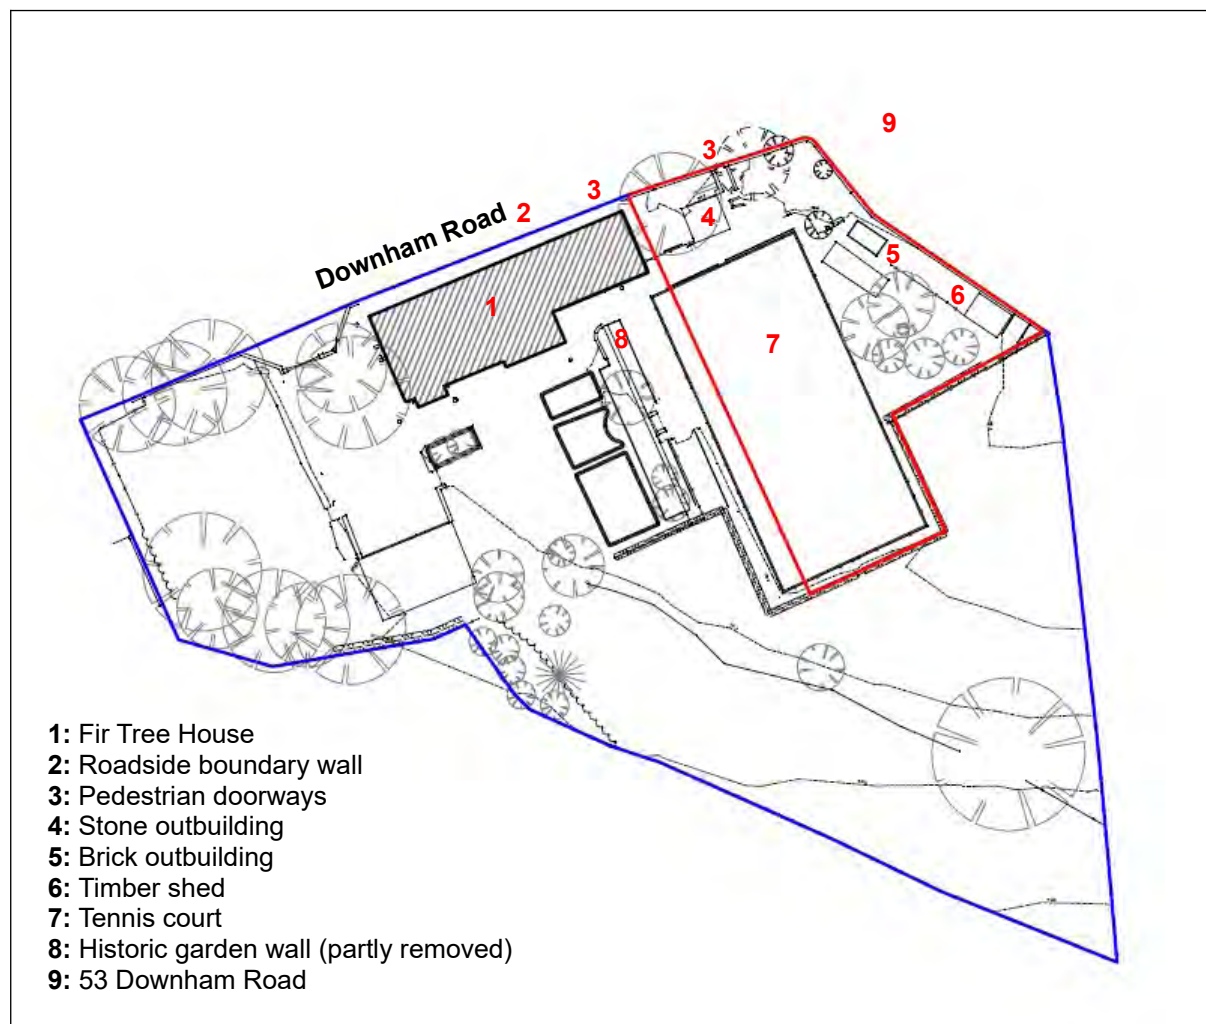 9
3
3
2
Downham Road
4
5
6
1
8
7
1: Fir Tree House
2: Roadside boundary wall
3: Pedestrian doorways
4: Stone outbuilding
5: Brick outbuilding
6: Timber shed
7: Tennis court
8: Historic garden wall (partly removed)
9: 53 Downham Road